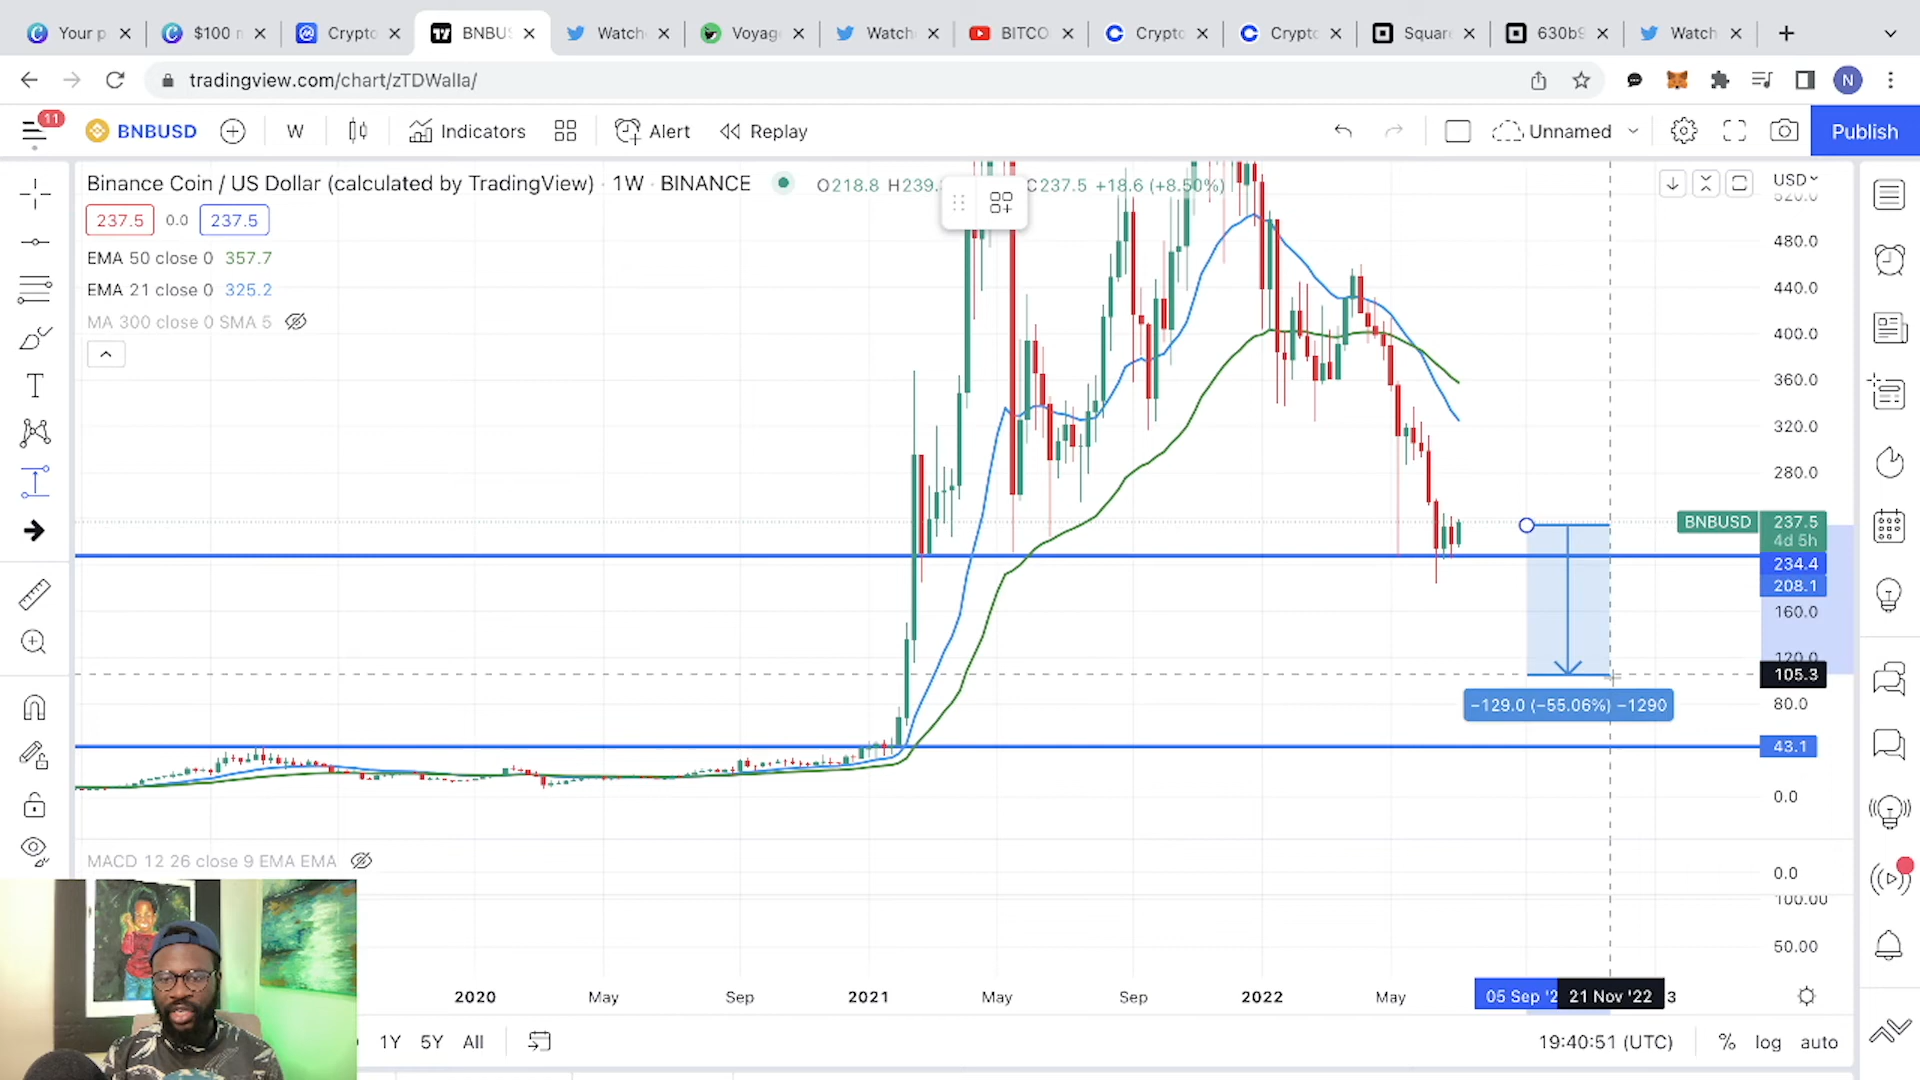 Your p
$100 r
Crypto
BNBUS
Watch
Voyag
Watch
BITCO
Crypto
Crypto
Squar
630b9
Watch
tradingview.com/chart/zTDWalla/
N
11
BNBUSD
W
Indicators
Alert
Replay
Unnamed
Publish
Binance Coin / US Dollar (calculated by TradingView) · 1W · BINANCE
O218.8 H239. C237.5 +18.6 (+8.50%)
USD
237.5 0.0 237.5
EMA 50 close 0 357.7
EMA 21 close 0 325.2
MA 300 close 0 SMA 5
520.0
480.0
440.0
400.0
360.0
320.0
280.0
BNBUSD 237.5
4d 5h
234.4
208.1
160.0
120.0
105.3
−129.0 (−55.06%) −1290
80.0
43.1
0.0
MACD 12 26 close 9 EMA EMA
0.0
100.00
50.00
2020 May Sep 2021 May Sep 2022 May 05 Sep '2 21 Nov '22 3
1Y 5Y All
19:40:51 (UTC) % log auto